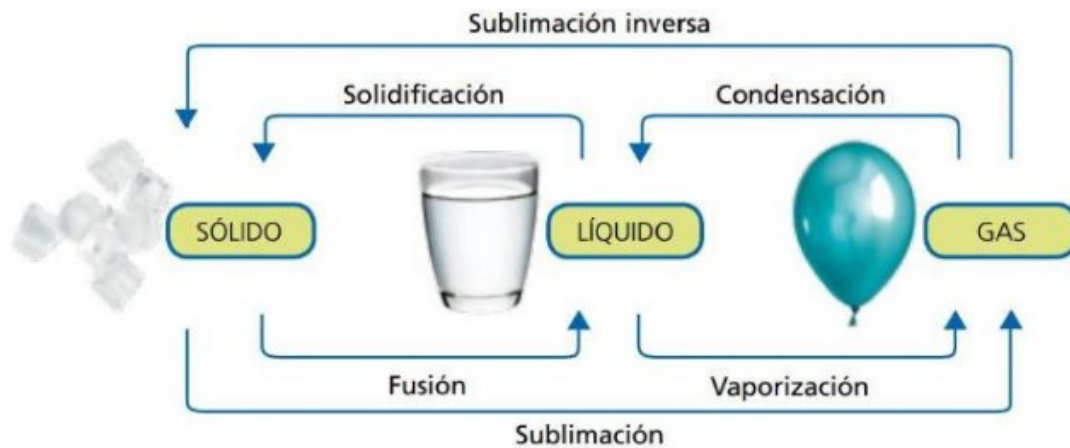 Sublimación inversa
Solidificación
Condensación
SÓLIDO
LÍQUIDO
GAS
Fusión
Vaporización
Sublimación